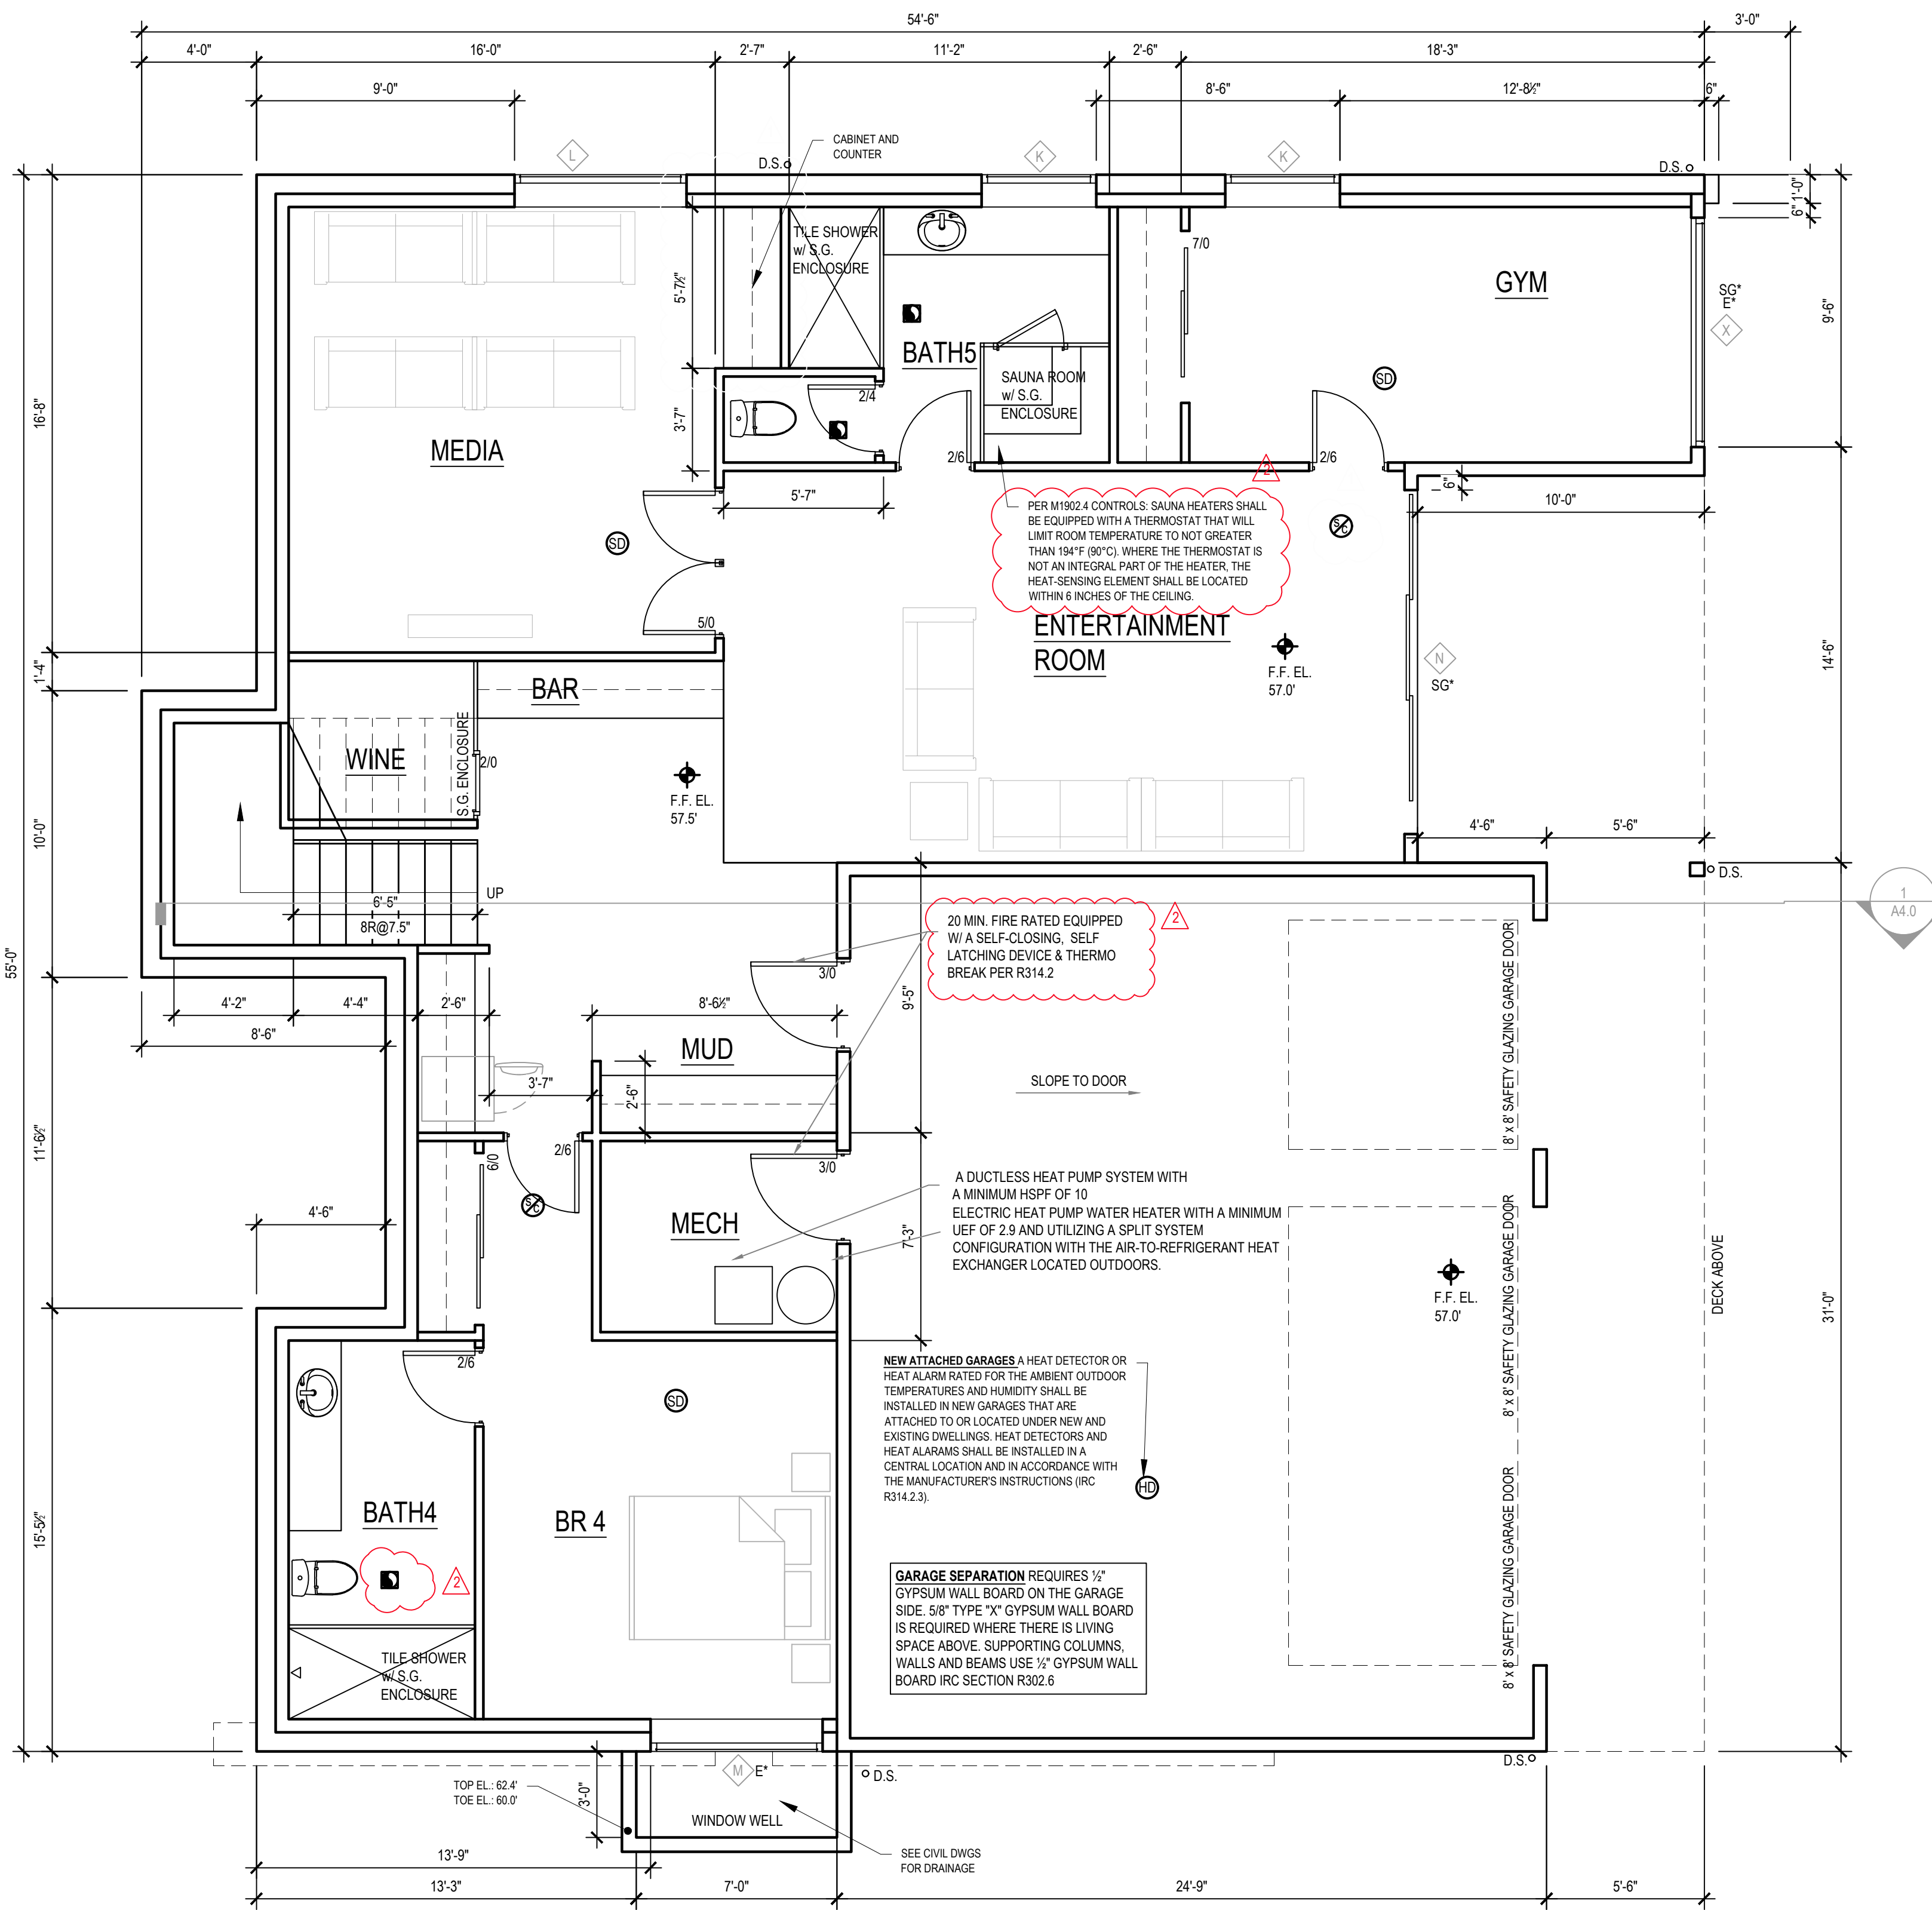 54'-6"
3'-0"
4'-0"
16'-0"
2'-7"
11'-2"
2'-6"
18'-3"
9'-0"
8'-6"
12'-8½"
6"
CABINET AND
COUNTER
L
D.S.
K
K
D.S.
6" 1'-0"
TILE SHOWER
w/ S.G.
ENCLOSURE
7/0
GYM
SG*
E*
X
9'-6"
5'-7½"
BATH5
SAUNA ROOM
w/ S.G.
ENCLOSURE
SD
2/4
16'-8"
3'-7"
MEDIA
2/6
2/6
2
6"
5'-7"
10'-0"
PER M1902.4 CONTROLS: SAUNA HEATERS SHALL
BE EQUIPPED WITH A THERMOSTAT THAT WILL
LIMIT ROOM TEMPERATURE TO NOT GREATER
THAN 194°F (90°C). WHERE THE THERMOSTAT IS
NOT AN INTEGRAL PART OF THE HEATER, THE
HEAT-SENSING ELEMENT SHALL BE LOCATED
WITHIN 6 INCHES OF THE CEILING.
S/C
SD
5/0
ENTERTAINMENT
ROOM
F.F. EL.
57.0'
N
SG*
14'-6"
1'-4"
BAR
WINE
S.G. ENCLOSURE
2/0
F.F. EL.
57.5'
10'-0"
4'-6"
5'-6"
D.S.
UP
6'-5"
8R@7.5"
1
A4.0
20 MIN. FIRE RATED EQUIPPED
W/ A SELF-CLOSING, SELF
LATCHING DEVICE & THERMO
BREAK PER R314.2
2
55'-0"
3/0
8' x 8' SAFETY GLAZING GARAGE DOOR
4'-2"
4'-4"
2'-6"
8'-6½"
9'-5"
8'-6"
MUD
3'-7"
2'-6"
SLOPE TO DOOR
11'-6½"
6/0
2/6
3/0
S/C
4'-6"
MECH
7'-3"
A DUCTLESS HEAT PUMP SYSTEM WITH
A MINIMUM HSPF OF 10
ELECTRIC HEAT PUMP WATER HEATER WITH A MINIMUM
UEF OF 2.9 AND UTILIZING A SPLIT SYSTEM
CONFIGURATION WITH THE AIR-TO-REFRIGERANT HEAT
EXCHANGER LOCATED OUTDOORS.
8' x 8' SAFETY GLAZING GARAGE DOOR
F.F. EL.
57.0'
DECK ABOVE
31'-0"
2/6
SD
NEW ATTACHED GARAGES A HEAT DETECTOR OR
HEAT ALARM RATED FOR THE AMBIENT OUTDOOR
TEMPERATURES AND HUMIDITY SHALL BE
INSTALLED IN NEW GARAGES THAT ARE
ATTACHED TO OR LOCATED UNDER NEW AND
EXISTING DWELLINGS. HEAT DETECTORS AND
HEAT ALARAMS SHALL BE INSTALLED IN A
CENTRAL LOCATION AND IN ACCORDANCE WITH
THE MANUFACTURER'S INSTRUCTIONS (IRC
R314.2.3).
HD
8' x 8' SAFETY GLAZING GARAGE DOOR
15'-5½"
BATH4
BR 4
2
GARAGE SEPARATION REQUIRES ½"
GYPSUM WALL BOARD ON THE GARAGE
SIDE. 5/8" TYPE "X" GYPSUM WALL BOARD
IS REQUIRED WHERE THERE IS LIVING
SPACE ABOVE. SUPPORTING COLUMNS,
WALLS AND BEAMS USE ½" GYPSUM WALL
BOARD IRC SECTION R302.6
TILE SHOWER
w/ S.G.
ENCLOSURE
M
E*
D.S.
D.S.
TOP EL.: 62.4'
TOE EL.: 60.0'
3'-0"
WINDOW WELL
SEE CIVIL DWGS
FOR DRAINAGE
13'-9"
13'-3"
7'-0"
24'-9"
5'-6"